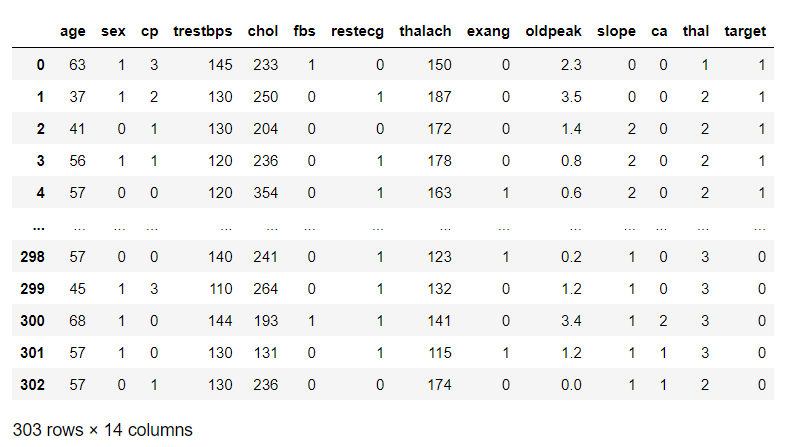 age sex cp trestbps chol fbs restecg thalach exang oldpeak slope ca thal target
0 63 1 3 145 233 1 0 150 0 2.3 0 0 1 1
1 37 1 2 130 250 0 1 187 0 3.5 0 0 2 1
2 41 0 1 130 204 0 0 172 0 1.4 2 0 2 1
3 56 1 1 120 236 0 1 178 0 0.8 2 0 2 1
4 57 0 0 120 354 0 1 163 1 0.6 2 0 2 1
... ... ... ... ... ... ... ... ... ... ... ... ... ... ...
298 57 0 0 140 241 0 1 123 1 0.2 1 0 3 0
299 45 1 3 110 264 0 1 132 0 1.2 1 0 3 0
300 68 1 0 144 193 1 1 141 0 3.4 1 2 3 0
301 57 1 0 130 131 0 1 115 1 1.2 1 1 3 0
302 57 0 1 130 236 0 0 174 0 0.0 1 1 2 0
303 rows × 14 columns